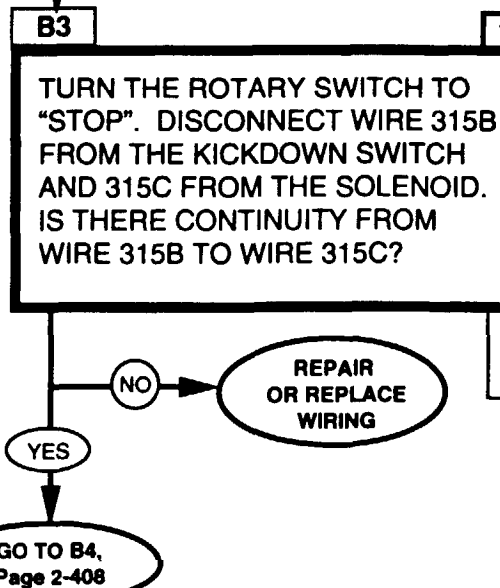 B3
TURN THE ROTARY SWITCH TO
“STOP”. DISCONNECT WIRE 315B
FROM THE KICKDOWN SWITCH
AND 315C FROM THE SOLENOID.
IS THERE CONTINUITY FROM
WIRE 315B TO WIRE 315C?
NO
REPAIR
OR REPLACE
WIRING
YES
GO TO B4,
Page 2-408